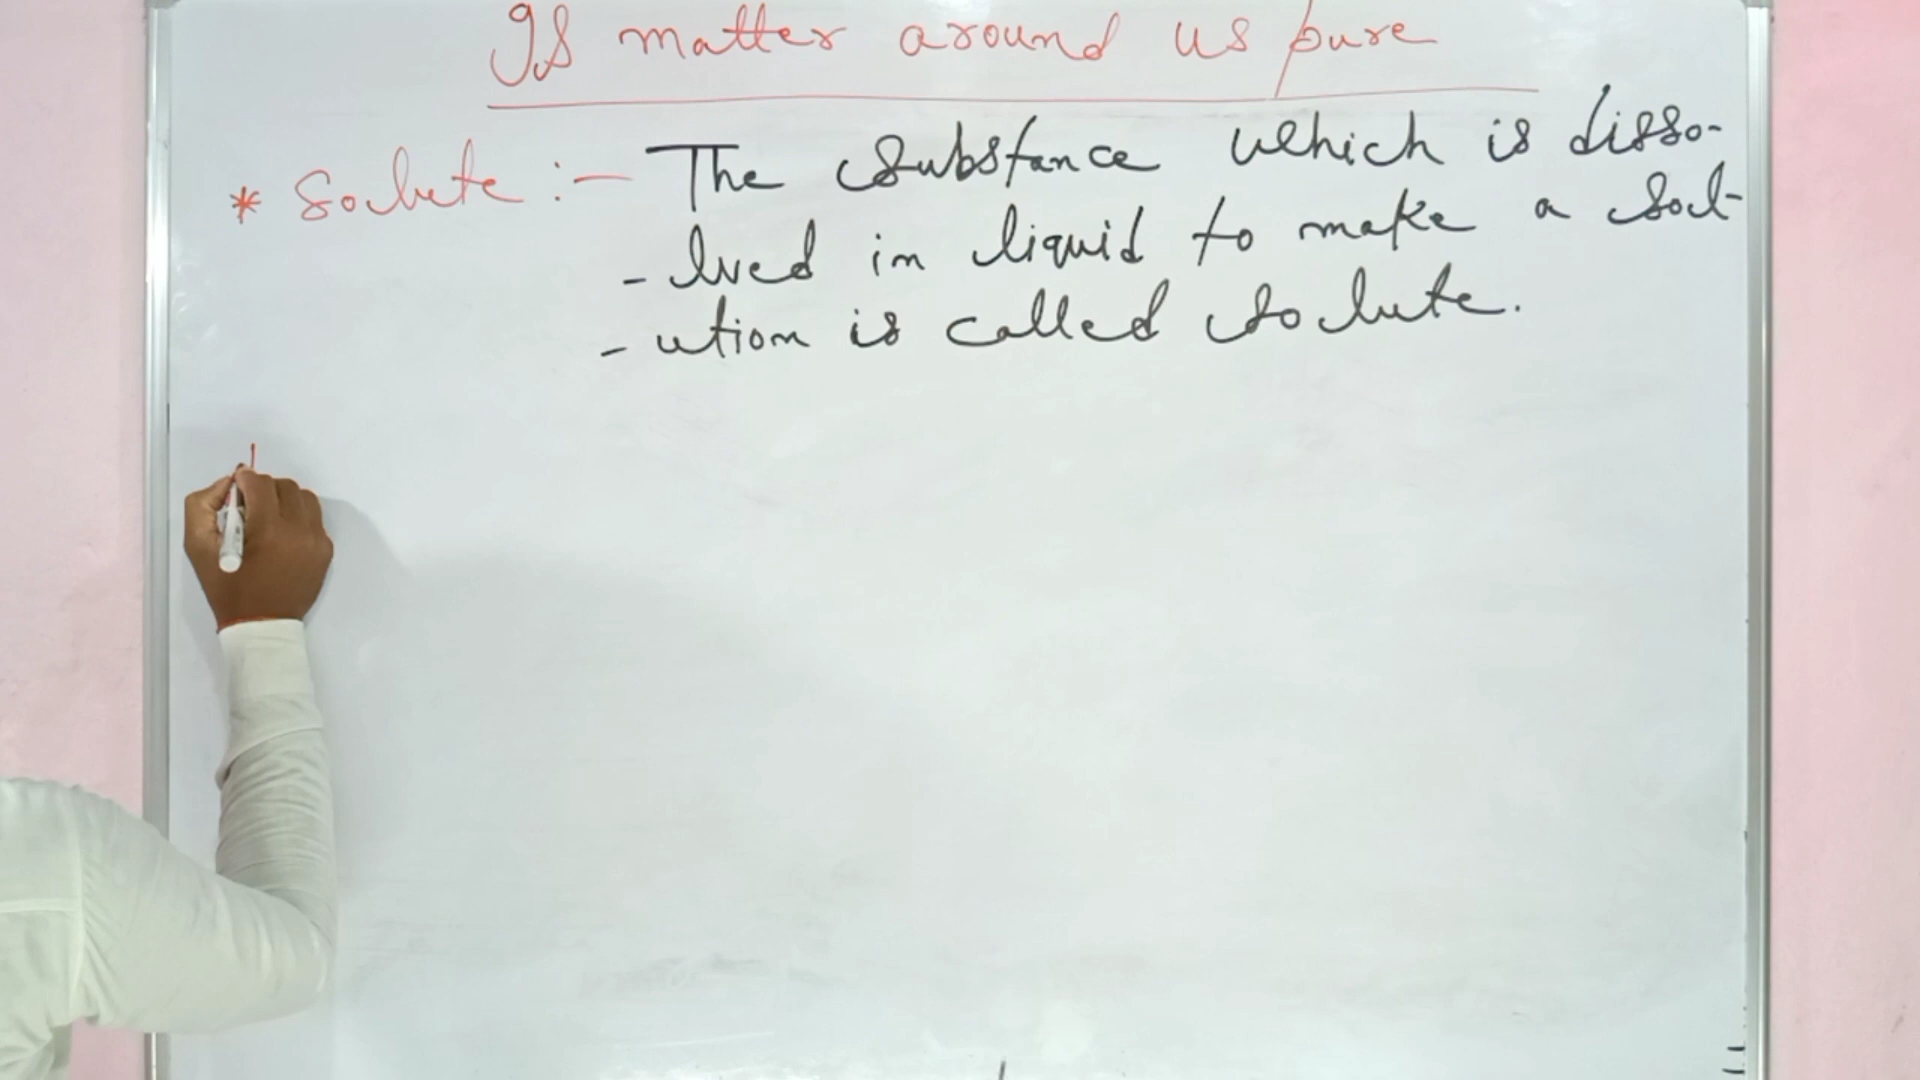 Is matter around us pure
* Solute :- The substance which is disso-
- lved in liquid to make a sol-
- ution is called solute.